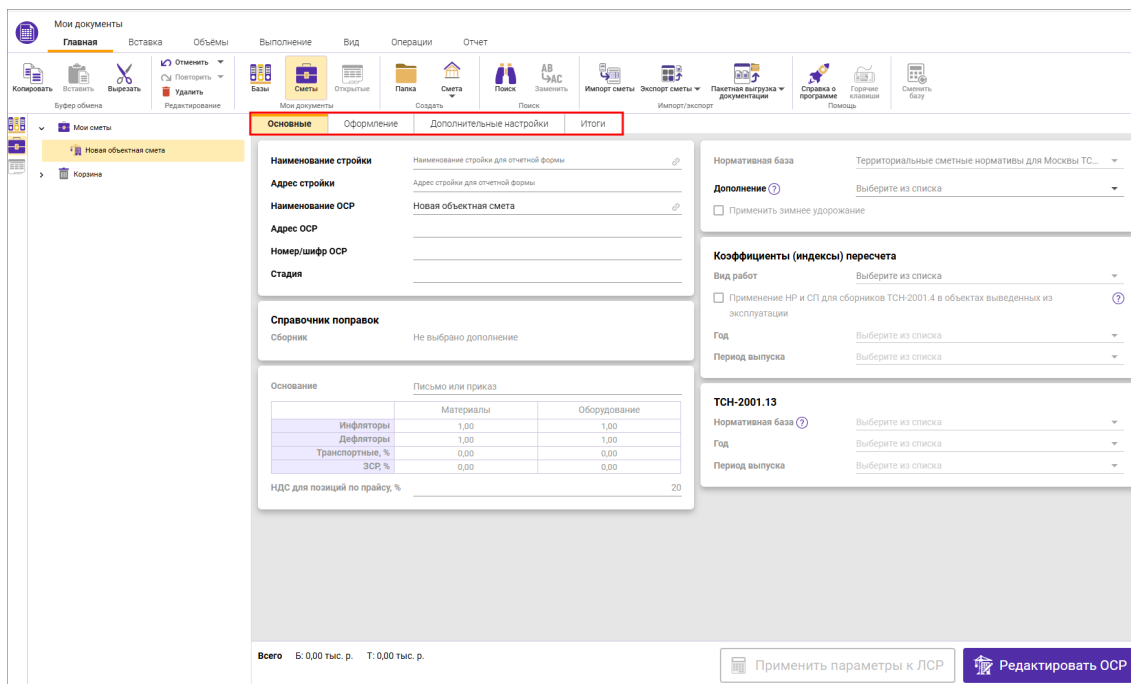 Мои документы
Главная Вставка Объёмы Выполнение Вид Операции Отчет
Копировать Вставить Вырезать
Буфер обмена
Отменить
Повторить
Удалить
Редактирование
Базы Сметы Открытые
Мои документы
Папка Смета
Создать
Поиск Заменить
AB
AC
Поиск
Импорт сметы Экспорт сметы Пакетная выгрузка документации
Импорт/экспорт
Справка о программе Горячие клавиши
Помощь
Сменить базу
Мои сметы
Новая объектная смета
Корзина
Основные Оформление Дополнительные настройки Итоги
Наименование стройки Наименование стройки для отчетной формы
Адрес стройки Адрес стройки для отчетной формы
Наименование ОСР Новая объектная смета
Адрес ОСР
Номер/шифр ОСР
Стадия
Справочник поправок
Сборник Не выбрано дополнение
Основание Письмо или приказ
Материалы Оборудование
Инфляторы 1,00 1,00
Дефляторы 1,00 1,00
Транспортные, % 0,00 0,00
ЗСР, % 0,00 0,00
НДС для позиций по прайсу, % 20
Нормативная база Территориальные сметные нормативы для Москвы ТС...
Дополнение ? Выберите из списка
Применить зимнее удорожание
Коэффициенты (индексы) пересчета
Вид работ Выберите из списка
Применение НР и СП для сборников ТСН-2001.4 в объектах выведенных из ?
эксплуатации
Год Выберите из списка
Период выпуска Выберите из списка
ТСН-2001.13
Нормативная база ? Выберите из списка
Год Выберите из списка
Период выпуска Выберите из списка
Всего Б: 0,00 тыс. р. Т: 0,00 тыс. р.
Применить параметры к ЛСР Редактировать ОСР